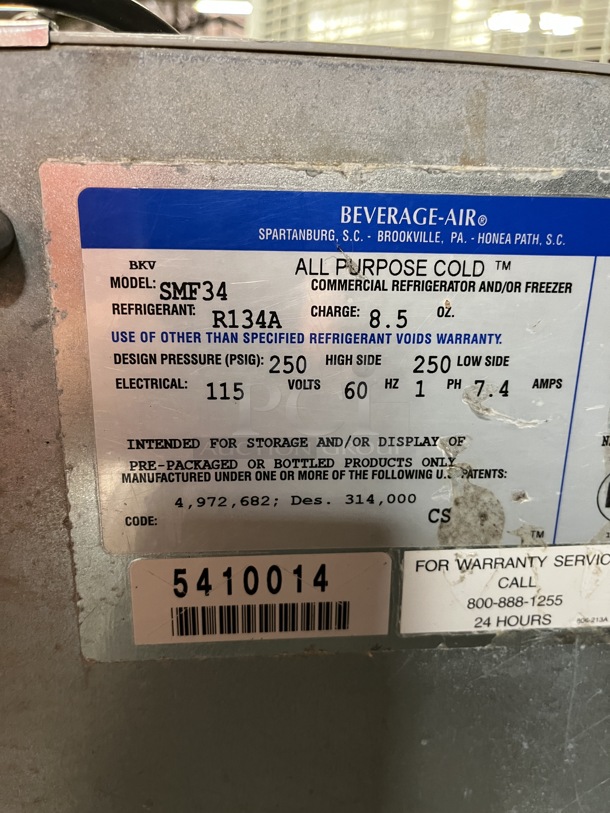 BEVERAGE-AIR®
SPARTANBURG, S.C. - BROOKVILLE, PA. - HONEA PATH, S.C.
BKV ALL PURPOSE COLD ™
MODEL: SMF34 COMMERCIAL REFRIGERATOR AND/OR FREEZER
REFRIGERANT: R134A CHARGE: 8.5 OZ.
USE OF OTHER THAN SPECIFIED REFRIGERANT VOIDS WARRANTY.
DESIGN PRESSURE (PSIG): 250 HIGH SIDE 250 LOW SIDE
ELECTRICAL: 115 VOLTS 60 HZ 1 PH 7.4 AMPS
INTENDED FOR STORAGE AND/OR DISPLAY OF
PRE-PACKAGED OR BOTTLED PRODUCTS ONLY
MANUFACTURED UNDER ONE OR MORE OF THE FOLLOWING U.S. PATENTS:
4,972,682; Des. 314,000
CODE: CS
TM
5410014
FOR WARRANTY SERVIC
CALL
800-888-1255
24 HOURS